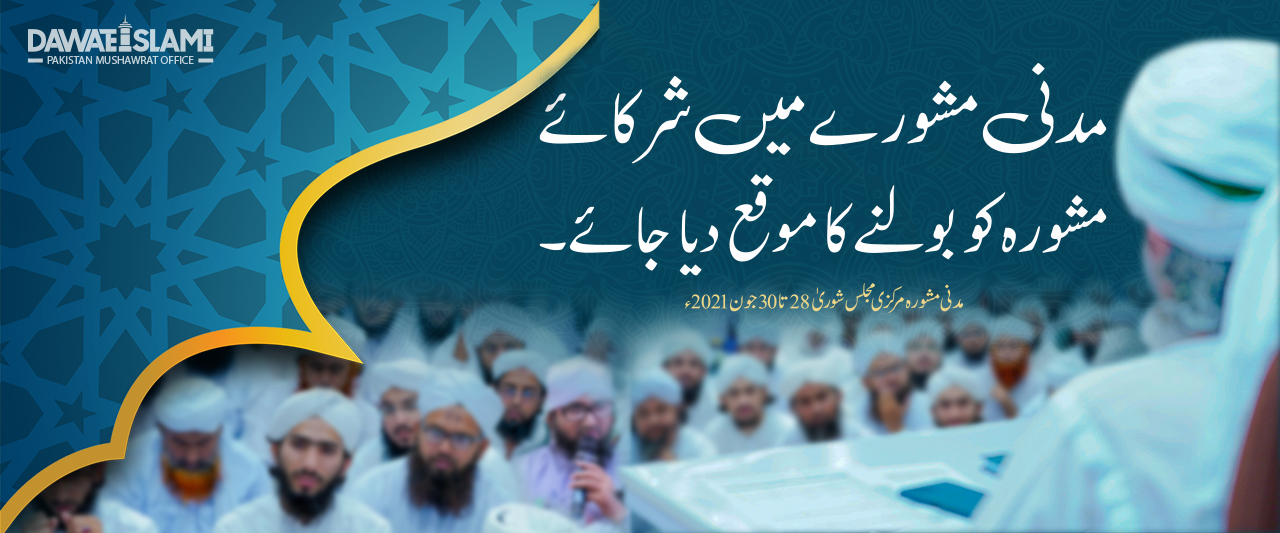 DAWATEISLAMI
PAKISTAN MUSHAWRAT OFFICE
مدنی مشورے میں شرکائے
مشورہ کو بولنے کا موقع دیا جائے۔
مدنی مشورہ مرکزی مجلس شوریٰ 28 تا 30 جون 2021ء